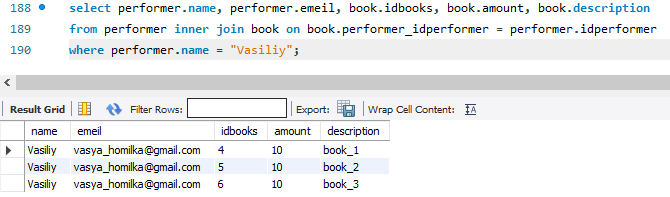 188 select performer.name, performer.emeil, book.idbooks, book.amount, book.description
189 from performer inner join book on book.performer_idperformer = performer.idperformer
190 where performer.name = "Vasiliy";
Result Grid Filter Rows: Export: Wrap Cell Content: IA
name emeil idbooks amount description
Vasiliy vasya_homilka@gmail.com 4 10 book_1
Vasiliy vasya_homilka@gmail.com 5 10 book_2
Vasiliy vasya_homilka@gmail.com 6 10 book_3